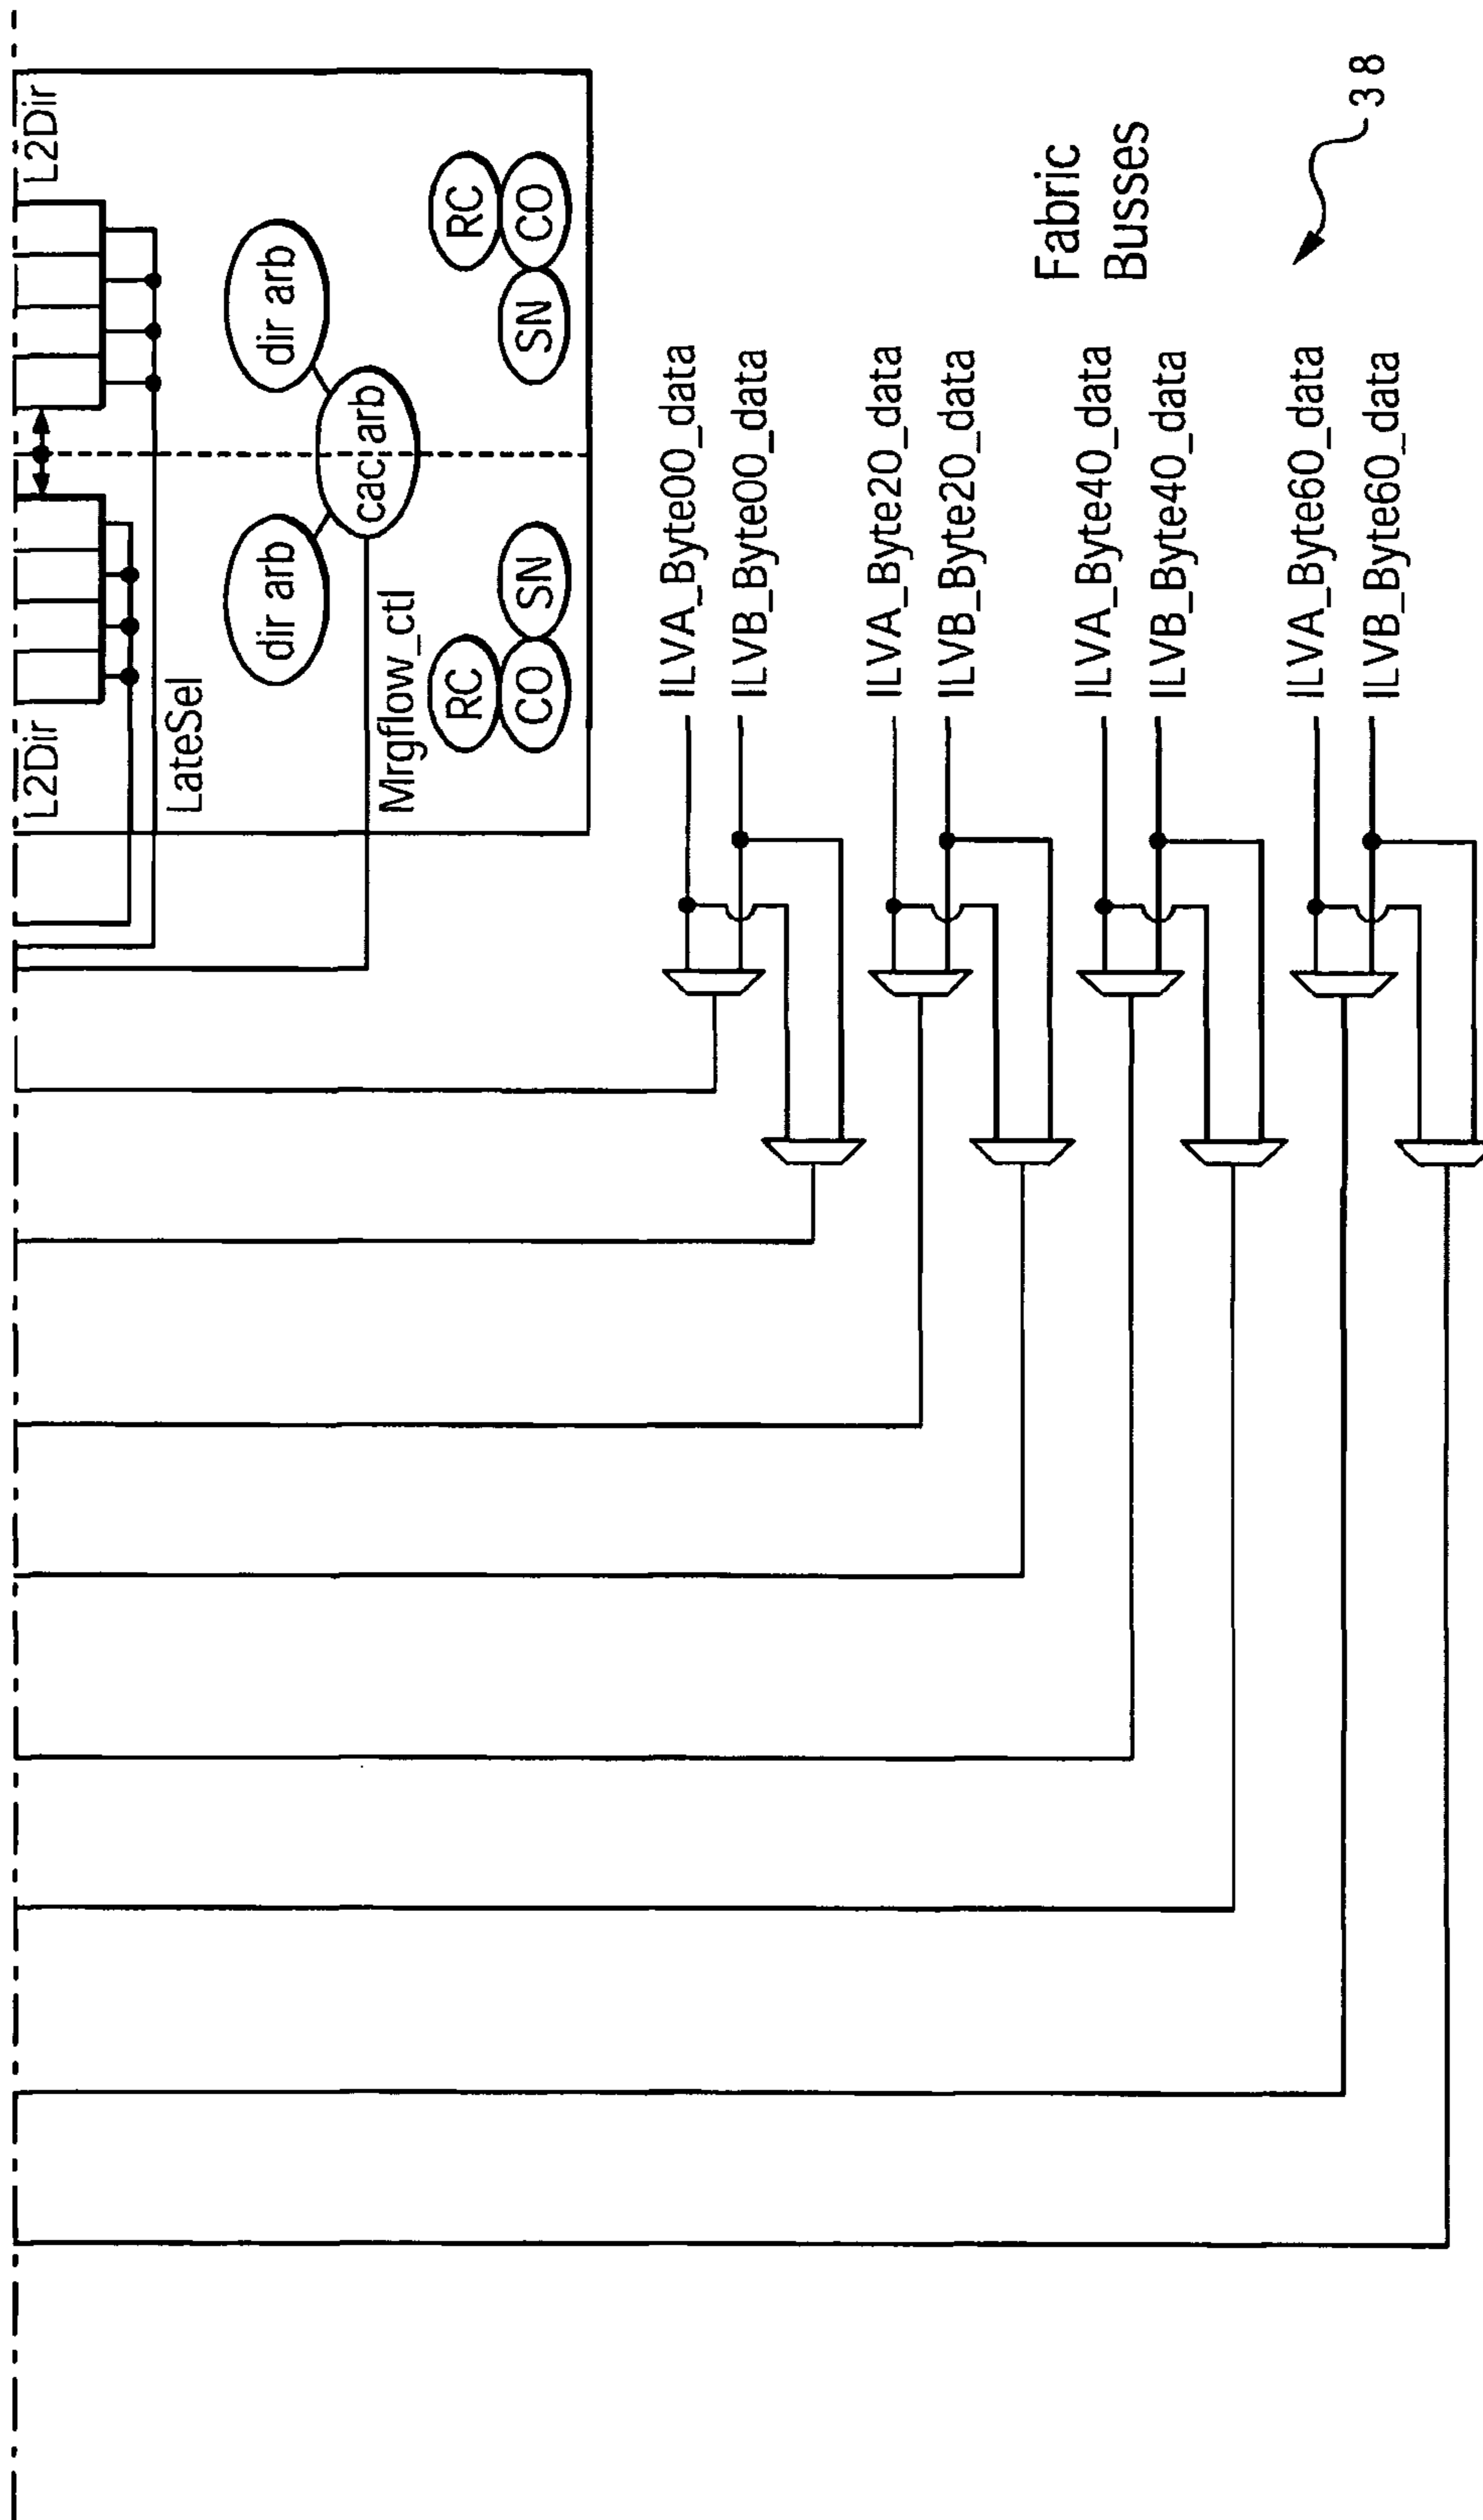 L2Dir
L2Dir
LateSel
dir arb
dir arb
cac arb
Mrgflow_ctl
RC
CO
SN
RC
CO
SN
ILVA_Byte00_data
ILVB_Byte00_data
ILVA_Byte20_data
ILVB_Byte20_data
Fabric
Busses
ILVA_Byte40_data
ILVB_Byte40_data
ILVA_Byte60_data
ILVB_Byte60_data
38